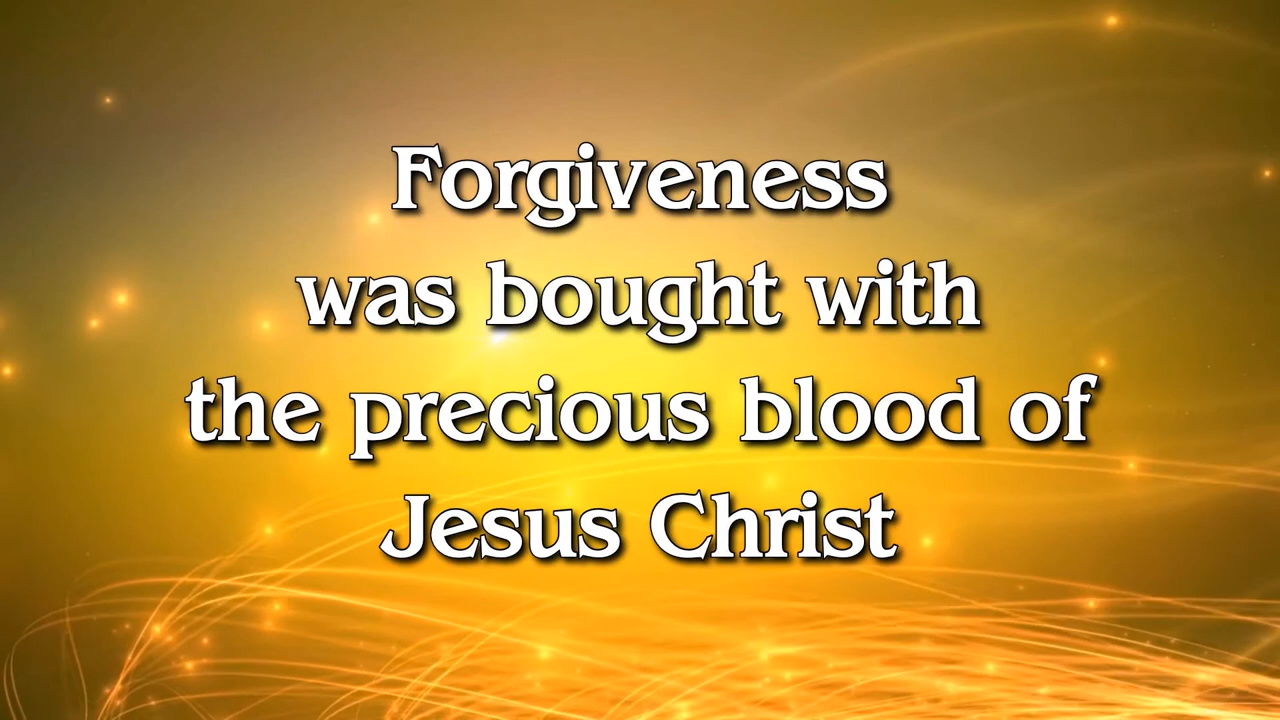 Forgiveness
was bought with
the precious blood of
Jesus Christ